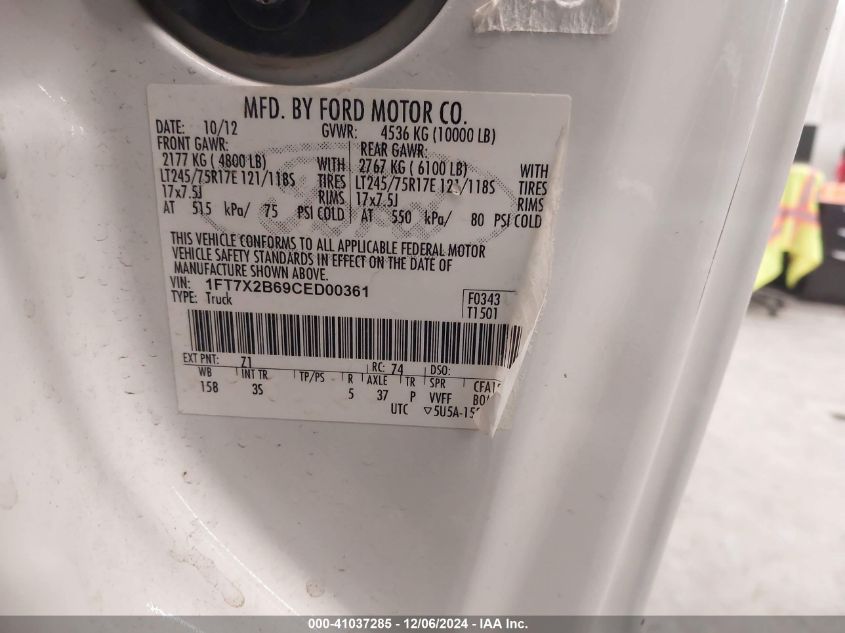 MFD. BY FORD MOTOR CO.
DATE: 10/12 GVWR: 4536 KG (10000 LB)
FRONT GAWR: REAR GAWR:
2177 KG ( 4800 LB) WITH 2767 KG ( 6100 LB) WITH
LT245/75R17E 121/118S TIRES LT245/75R17E 121/118S TIRES
17x7.5J RIMS 17x7.5J RIMS
AT 515 kPa/ 75 PSI COLD AT 550 kPa/ 80 PSI COLD
THIS VEHICLE CONFORMS TO ALL APPLICABLE FEDERAL MOTOR
VEHICLE SAFETY STANDARDS IN EFFECT ON THE DATE OF
MANUFACTURE SHOWN ABOVE.
VIN: 1FT7X2B69CED00361
TYPE: Truck
F0343
T1501
EXT PNT: Z1 RC: 74 DSO:
WB INT TR TP/PS R AXLE TR SPR
158 3S 5 37 P VVFF
UTC ▽5U5A-15
000-41037285 - 12/06/2024 - IAA Inc.